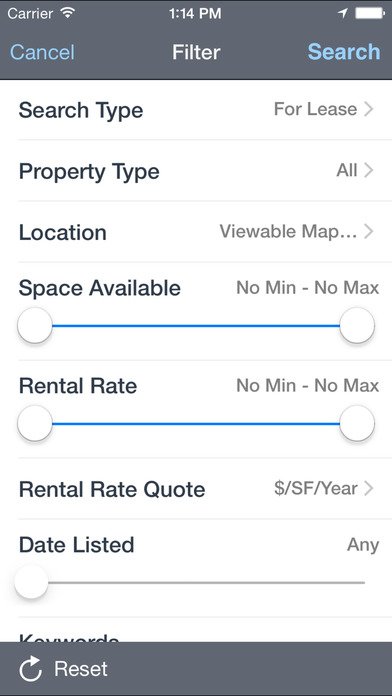 Carrier 1:14 PM
Cancel Filter Search
Search Type For Lease
Property Type All
Location Viewable Map...
Space Available No Min - No Max
Rental Rate No Min - No Max
Rental Rate Quote $/SF/Year
Date Listed Any
Keywords
Reset